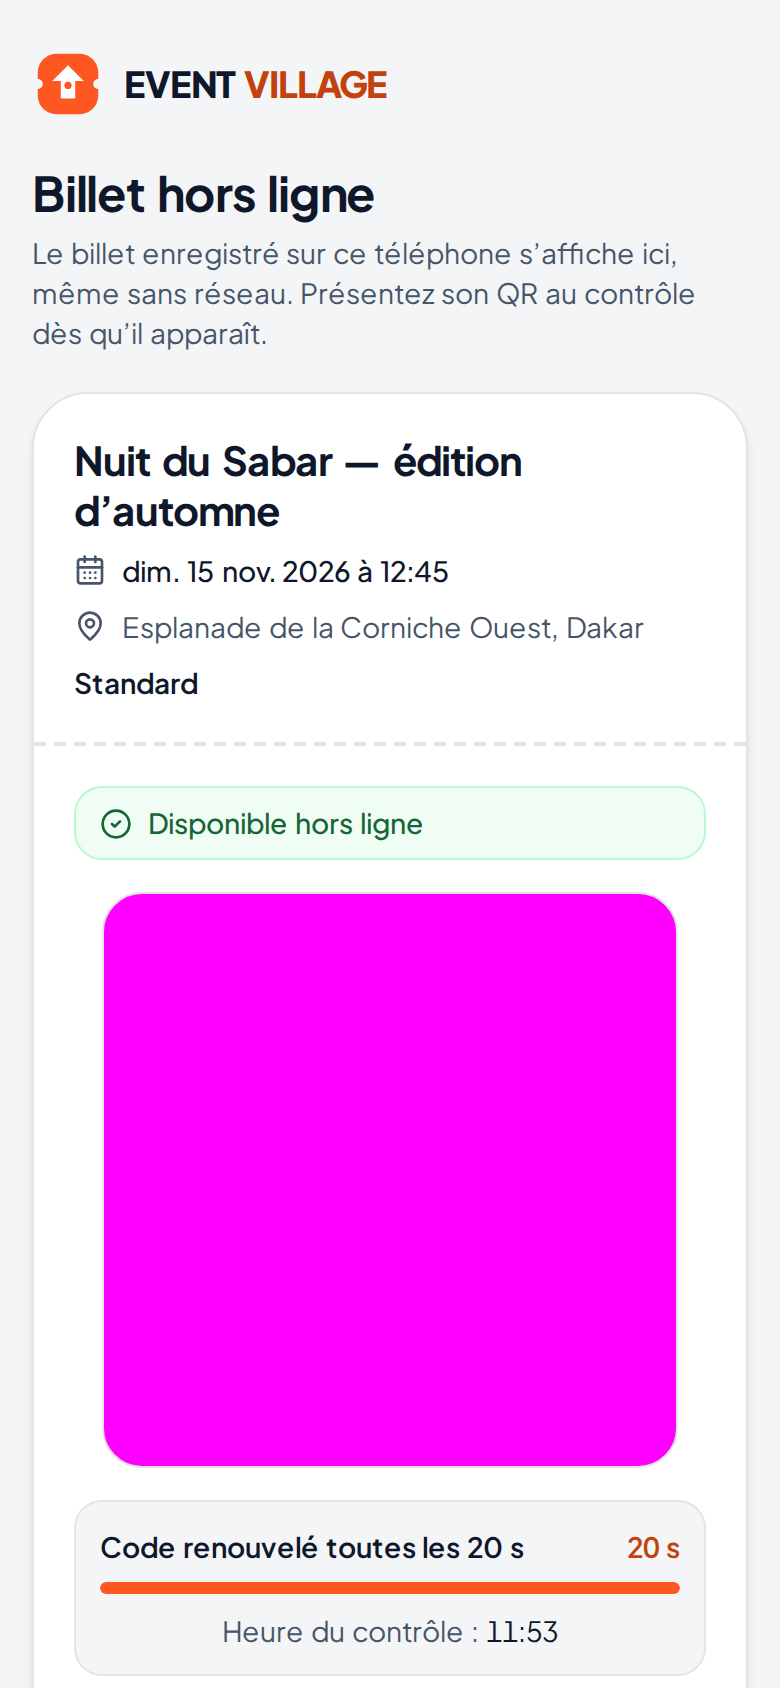 EVENT VILLAGE
Billet hors ligne
Le billet enregistré sur ce téléphone s’affiche ici,
même sans réseau. Présentez son QR au contrôle
dès qu’il apparaît.
Nuit du Sabar — édition
d’automne
dim. 15 nov. 2026 à 12:45
Esplanade de la Corniche Ouest, Dakar
Standard
Disponible hors ligne
Code renouvelé toutes les 20 s 20 s
Heure du contrôle : 11:53